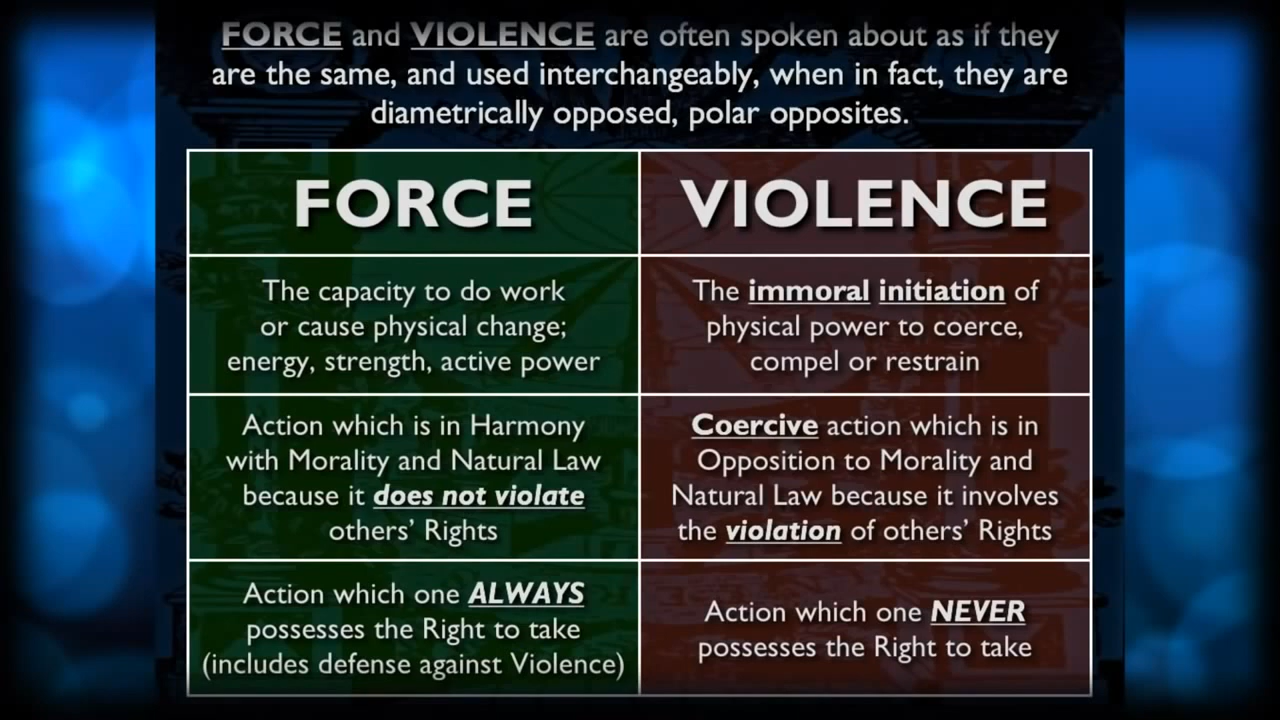 FORCE and VIOLENCE are often spoken about as if they
are the same, and used interchangeably, when in fact, they are
diametrically opposed, polar opposites.
FORCE
VIOLENCE
The capacity to do work
or cause physical change;
energy, strength, active power
The immoral initiation of
physical power to coerce,
compel or restrain
Action which is in Harmony
with Morality and Natural Law
because it does not violate
others’ Rights
Coercive action which is in
Opposition to Morality and
Natural Law because it involves
the violation of others’ Rights
Action which one ALWAYS
possesses the Right to take
(includes defense against Violence)
Action which one NEVER
possesses the Right to take